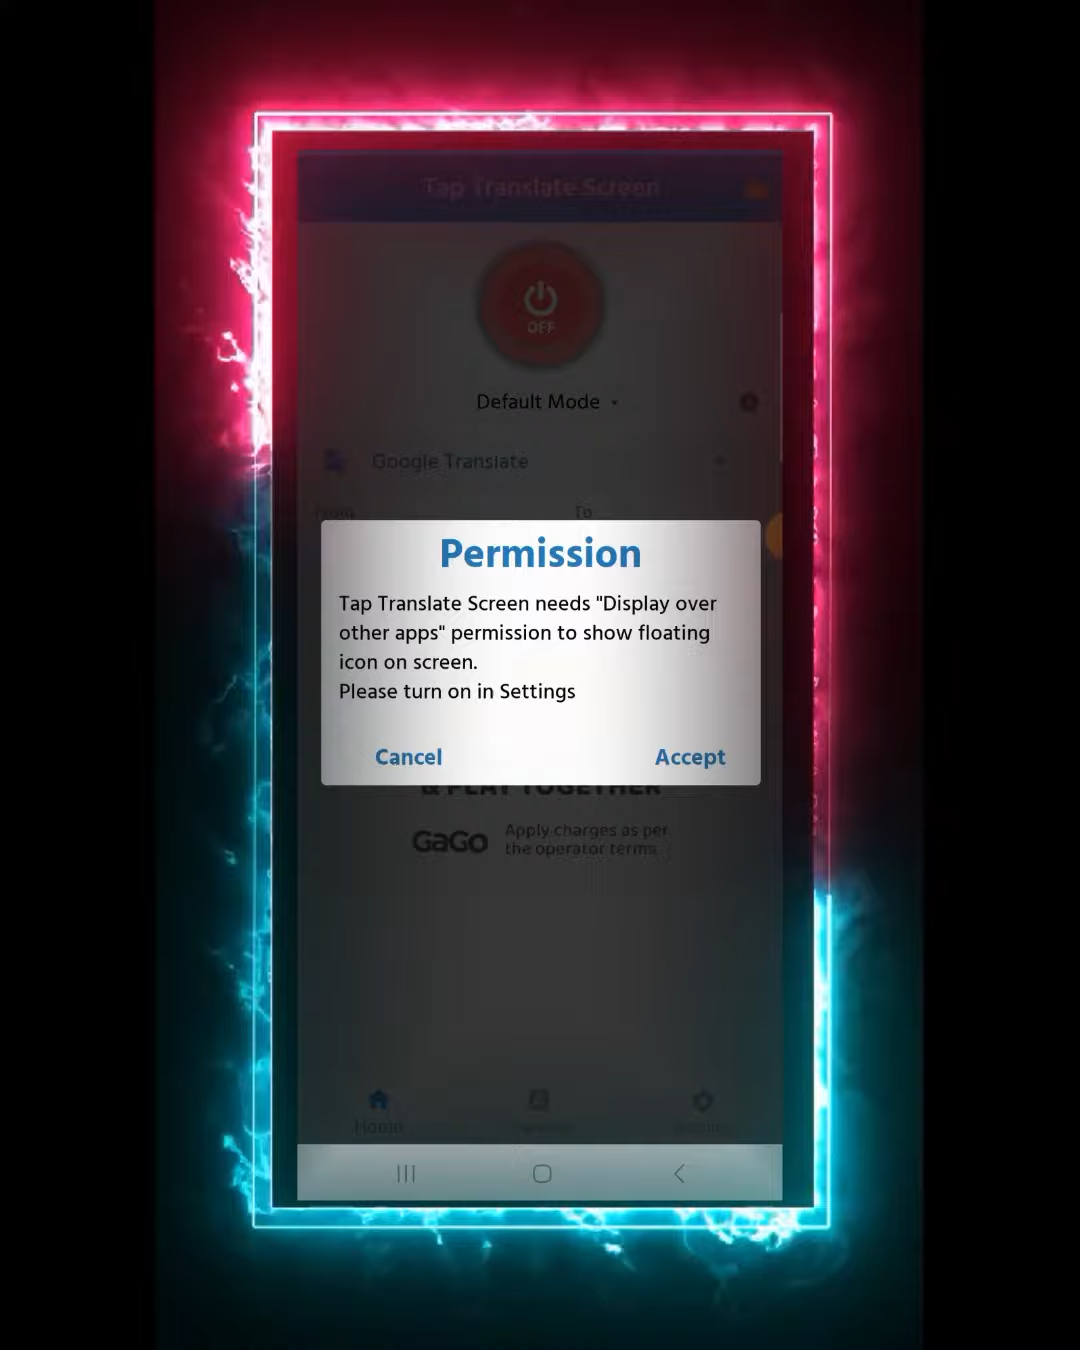 Tap Translate Screen
OFF
Default Mode
Google Translate
From
To
Permission
Tap Translate Screen needs "Display over
other apps" permission to show floating
icon on screen.
Please turn on in Settings
Cancel
Accept
& PLAY TOGETHER
GaGo
Apply charges as per
the operator terms.
Home